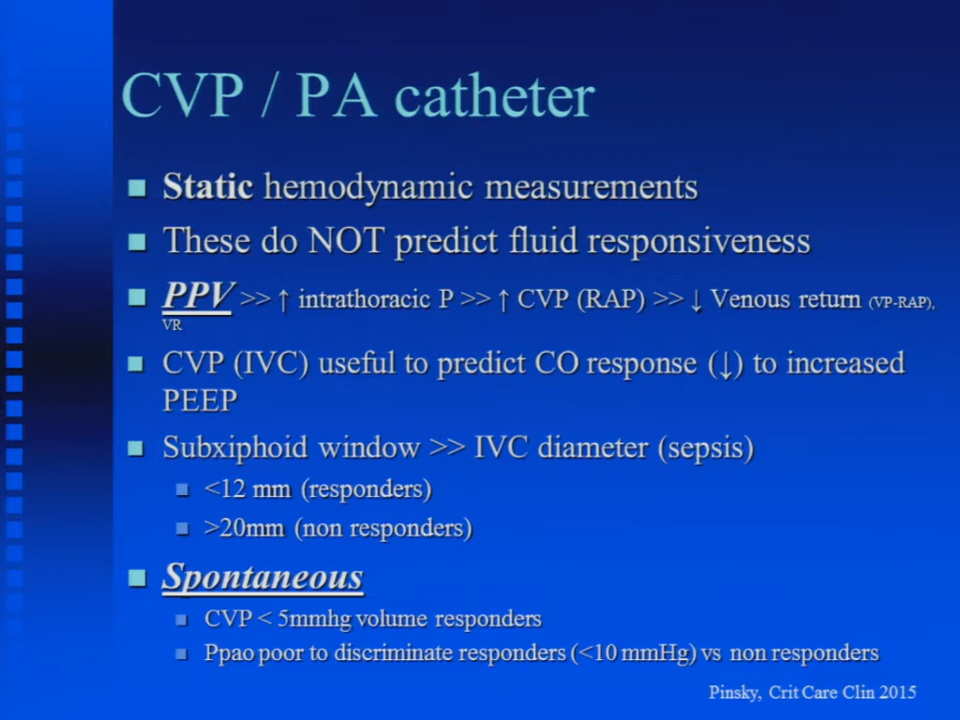 CVP / PA catheter
Static hemodynamic measurements
These do NOT predict fluid responsiveness
PPV >> ↑ intrathoracic P >> ↑ CVP (RAP) >> ↓ Venous return (VP-RAP),
VR
CVP (IVC) useful to predict CO response (↓) to increased
PEEP
Subxiphoid window >> IVC diameter (sepsis)
<12 mm (responders)
>20mm (non responders)
Spontaneous
CVP < 5mmhg volume responders
Ppao poor to discriminate responders (<10 mmHg) vs non responders
Pinsky, Crit Care Clin 2015